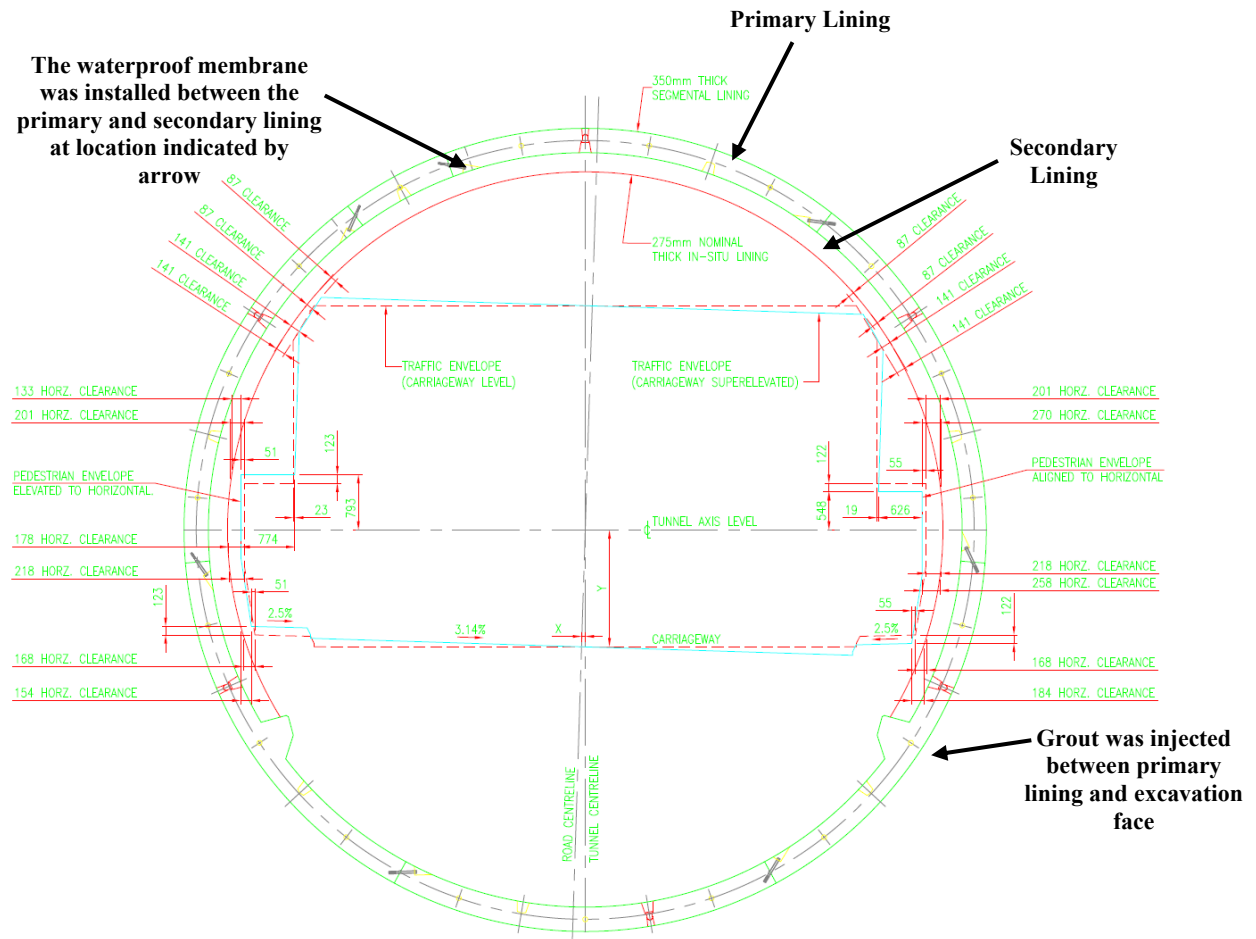 Primary Lining
The waterproof membrane
was installed between the
primary and secondary lining
at location indicated by
arrow
350mm THICK
SEGMENTAL LINING
Secondary
Lining
87 CLEARANCE
87 CLEARANCE
141 CLEARANCE
141 CLEARANCE
275mm NOMINAL
THICK IN-SITU LINING
87 CLEARANCE
87 CLEARANCE
141 CLEARANCE
141 CLEARANCE
TRAFFIC ENVELOPE
(CARRIAGEWAY LEVEL)
TRAFFIC ENVELOPE
(CARRIAGEWAY SUPERELEVATED)
133 HORZ. CLEARANCE
201 HORZ. CLEARANCE
201 HORZ. CLEARANCE
270 HORZ. CLEARANCE
51
123
122
55
PEDESTRIAN ENVELOPE
ELEVATED TO HORIZONTAL.
PEDESTRIAN ENVELOPE
ALIGNED TO HORIZONTAL
23
793
548
19
626
TUNNEL AXIS LEVEL
178 HORZ. CLEARANCE
774
218 HORZ. CLEARANCE
218 HORZ. CLEARANCE
258 HORZ. CLEARANCE
51
123
2.5%
Y
55
122
3.14%
X
CARRIAGEWAY
2.5%
168 HORZ. CLEARANCE
154 HORZ. CLEARANCE
168 HORZ. CLEARANCE
184 HORZ. CLEARANCE
ROAD CENTRELINE
TUNNEL CENTRELINE
Grout was injected
between primary
lining and excavation
face